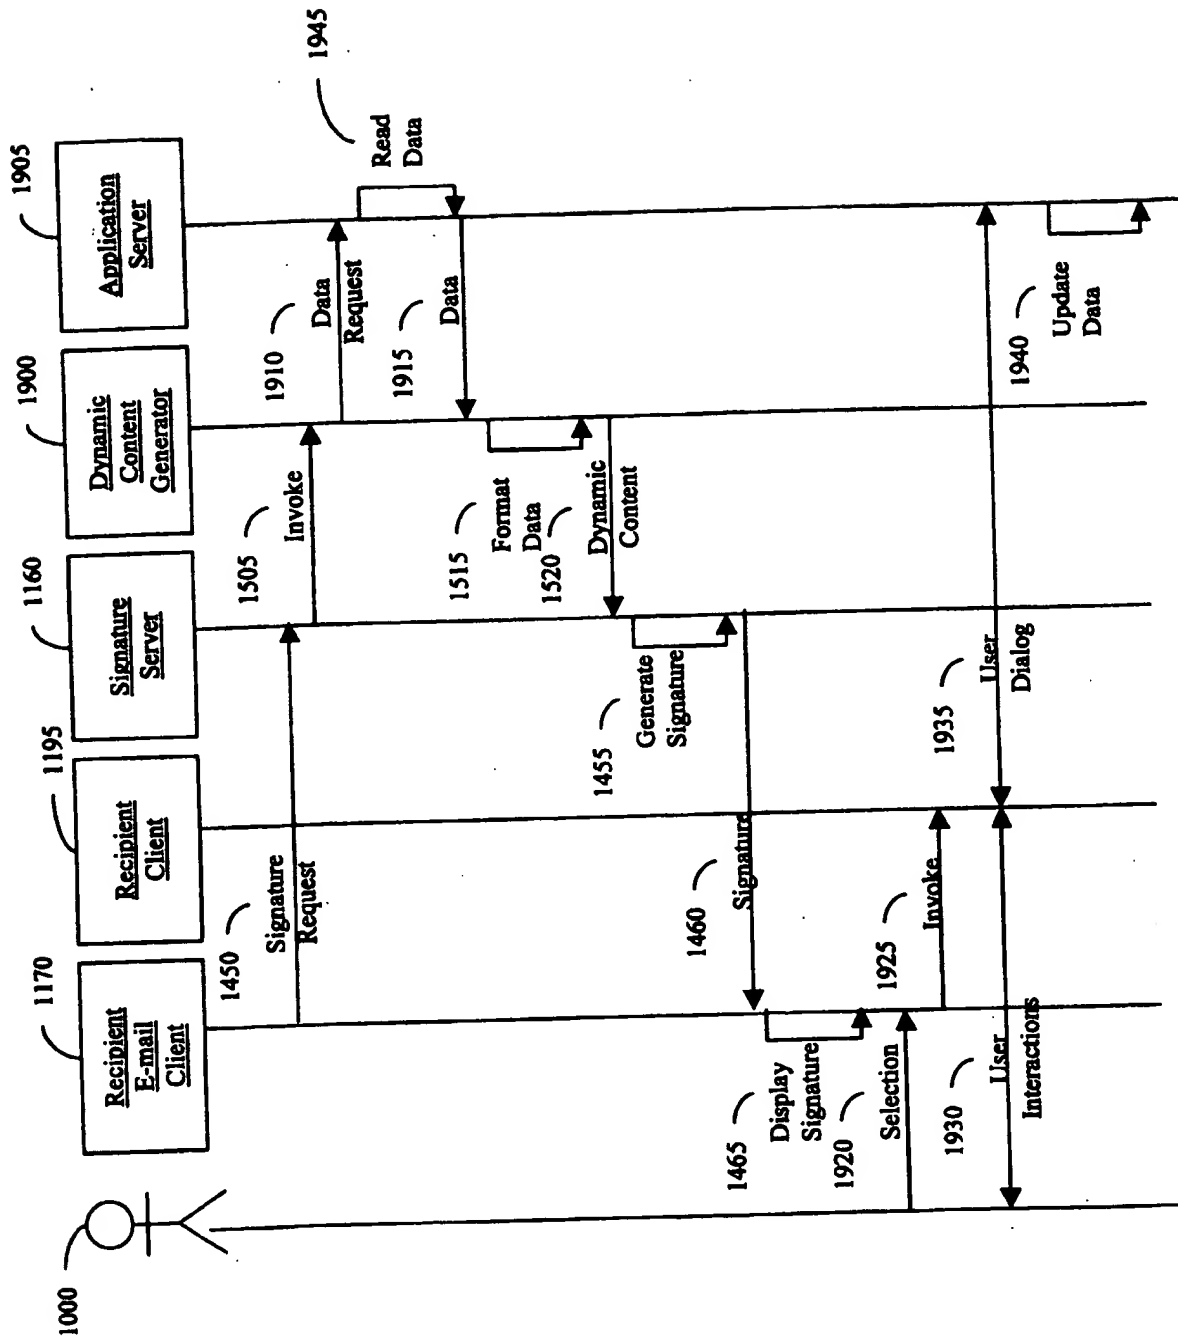 1000
1170
Recipient
E-mail
Client
1195
Recipient
Client
1160
Signature
Server
1900
Dynamic
Content
Generator
1905
Application
Server
1450
Signature
Request
1505
Invoke
1910
Data
Request
1945
Read
Data
1915
Data
1515
Format
Data
1520
Dynamic
Content
1455
Generate
Signature
1460
Signature
1465
Display
Signature
1920
Selection
1925
Invoke
1930
User
Interactions
1935
User
Dialog
1940
Update
Data